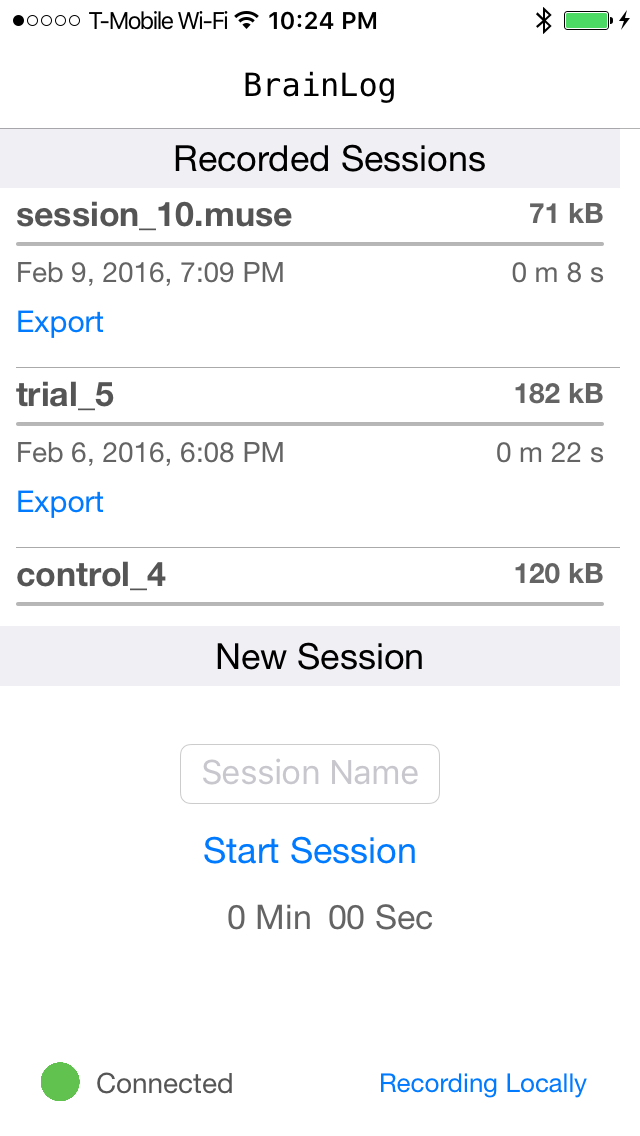 T-Mobile Wi-Fi 10:24 PM
BrainLog
Recorded Sessions
session_10.muse 71 kB
Feb 9, 2016, 7:09 PM 0 m 8 s
Export
trial_5 182 kB
Feb 6, 2016, 6:08 PM 0 m 22 s
Export
control_4 120 kB
New Session
Session Name
Start Session
0 Min 00 Sec
Connected Recording Locally